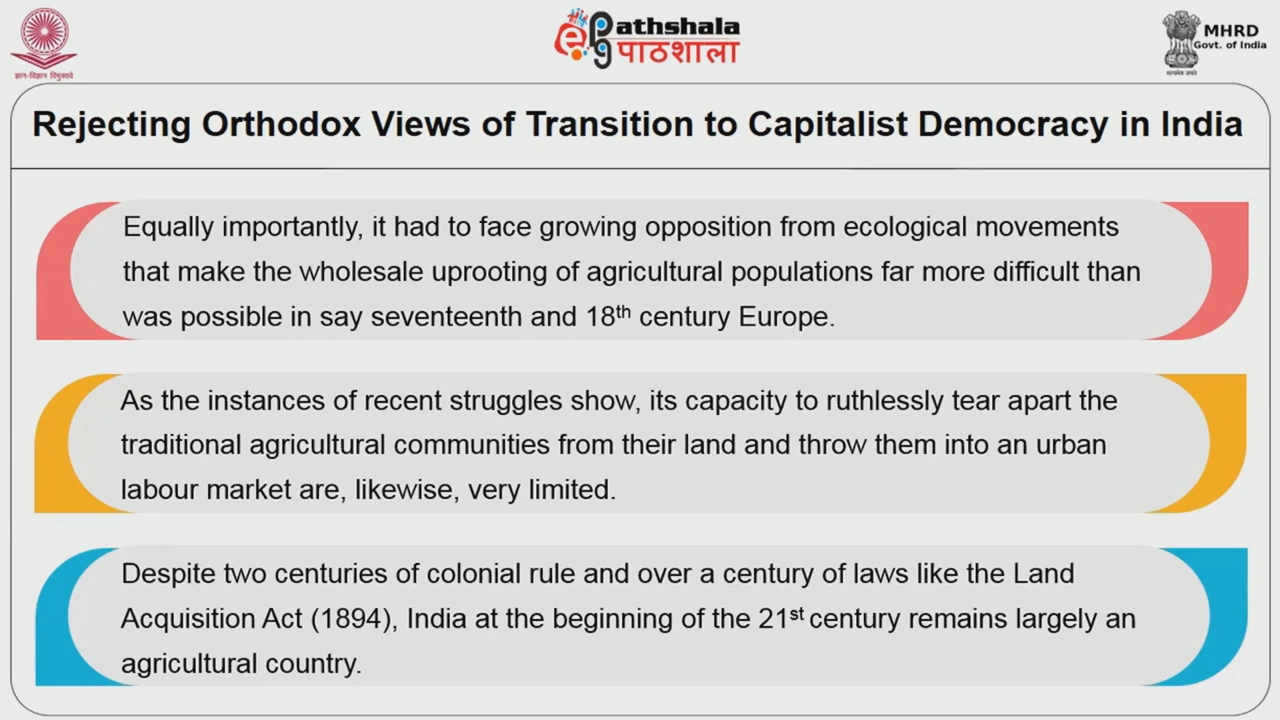 ज्ञान-विज्ञान विमुक्तये
ePG Pathshala
पाठशाला
MHRD
Govt. of India
सत्यमेव जयते
Rejecting Orthodox Views of Transition to Capitalist Democracy in India
Equally importantly, it had to face growing opposition from ecological movements
that make the wholesale uprooting of agricultural populations far more difficult than
was possible in say seventeenth and 18th century Europe.
As the instances of recent struggles show, its capacity to ruthlessly tear apart the
traditional agricultural communities from their land and throw them into an urban
labour market are, likewise, very limited.
Despite two centuries of colonial rule and over a century of laws like the Land
Acquisition Act (1894), India at the beginning of the 21st century remains largely an
agricultural country.